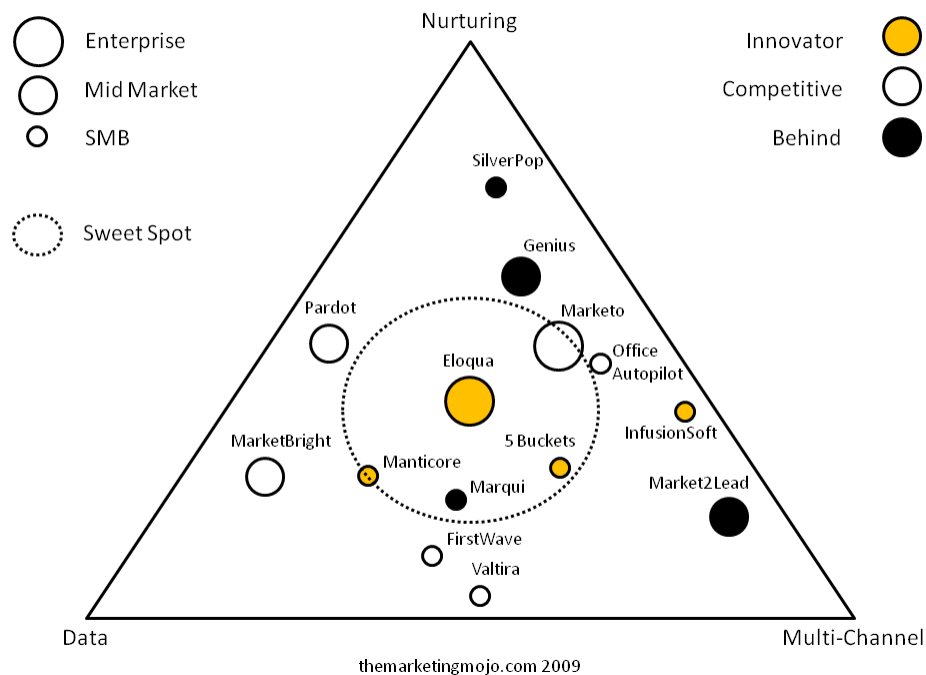 Nurturing
Enterprise
Mid Market
SMB
Sweet Spot
Innovator
Competitive
Behind
SilverPop
Genius
Pardot
Marketo
Office
Autopilot
Eloqua
InfusionSoft
MarketBright
5 Buckets
Manticore
Marqui
Market2Lead
FirstWave
Valtira
Data
Multi-Channel
themarketingmojo.com 2009